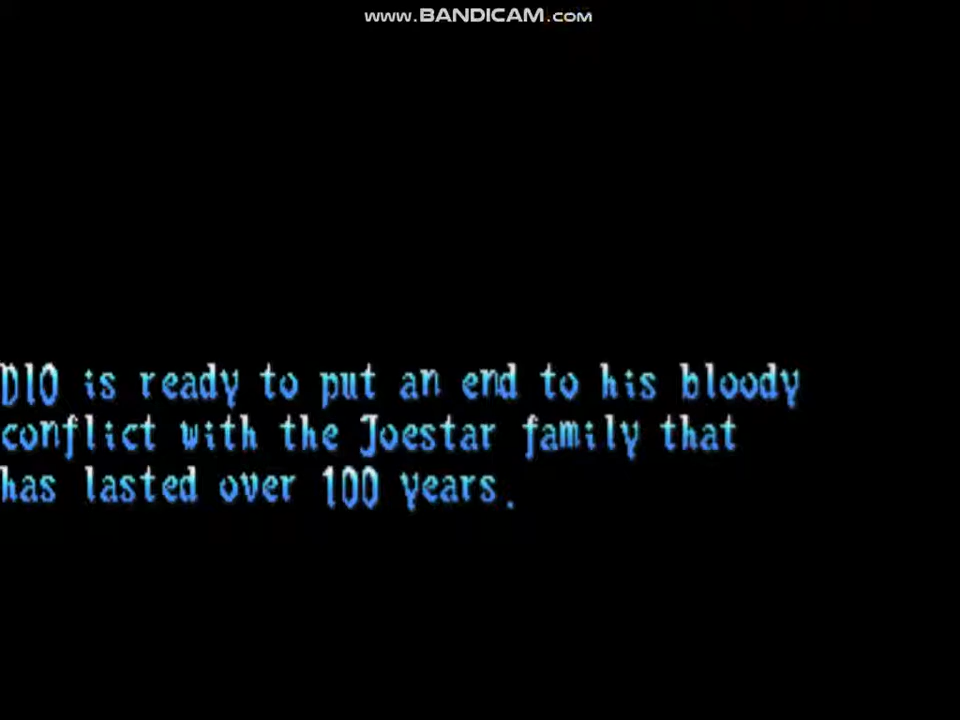 www.BANDICAM.com
DIO is ready to put an end to his bloody
conflict with the Joestar family that
has lasted over 100 years.